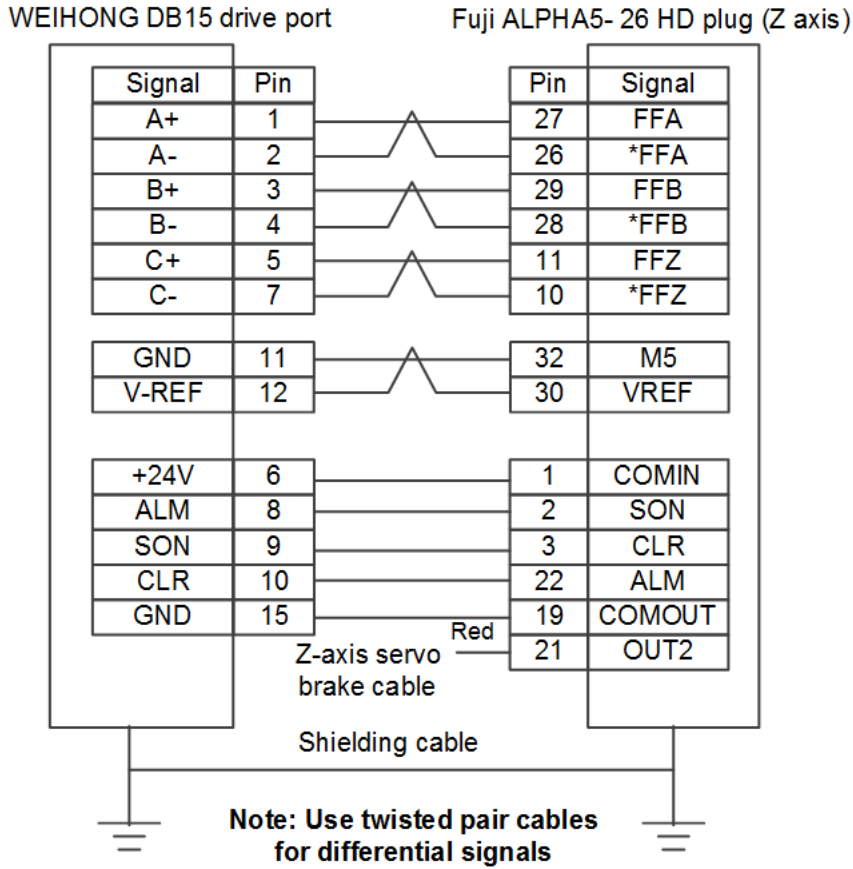 WEIHONG DB15 drive port
Fuji ALPHA5- 26 HD plug (Z axis)
Signal Pin Pin Signal
A+ 1 27 FFA
A- 2 26 *FFA
B+ 3 29 FFB
B- 4 28 *FFB
C+ 5 11 FFZ
C- 7 10 *FFZ
GND 11 32 M5
V-REF 12 30 VREF
+24V 6 1 COMIN
ALM 8 2 SON
SON 9 3 CLR
CLR 10 22 ALM
GND 15 19 COMOUT
Red
21 OUT2
Z-axis servo
brake cable
Shielding cable
Note: Use twisted pair cables
for differential signals